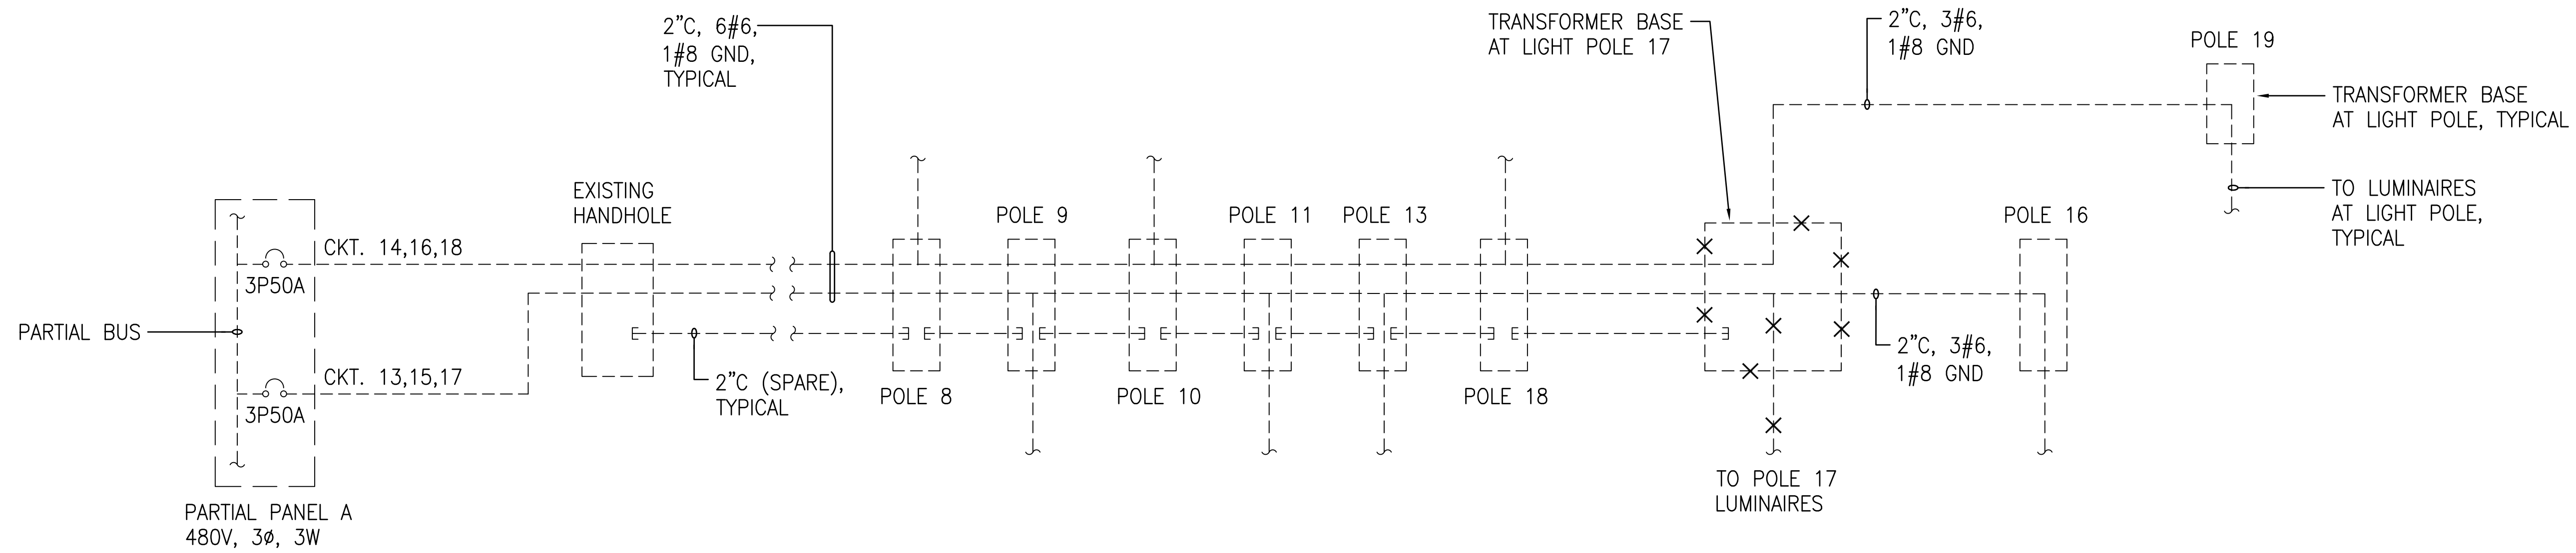 2"C, 6#6,
1#8 GND,
TYPICAL
TRANSFORMER BASE
AT LIGHT POLE 17
2"C, 3#6,
1#8 GND
POLE 19
TRANSFORMER BASE
AT LIGHT POLE, TYPICAL
TO LUMINAIRES
AT LIGHT POLE,
TYPICAL
EXISTING
HANDHOLE
POLE 9
POLE 11
POLE 13
POLE 16
CKT. 14,16,18
3P50A
PARTIAL BUS
CKT. 13,15,17
3P50A
2"C (SPARE),
TYPICAL
POLE 8
POLE 10
POLE 18
2"C, 3#6,
1#8 GND
TO POLE 17
LUMINAIRES
PARTIAL PANEL A
480V, 3ø, 3W